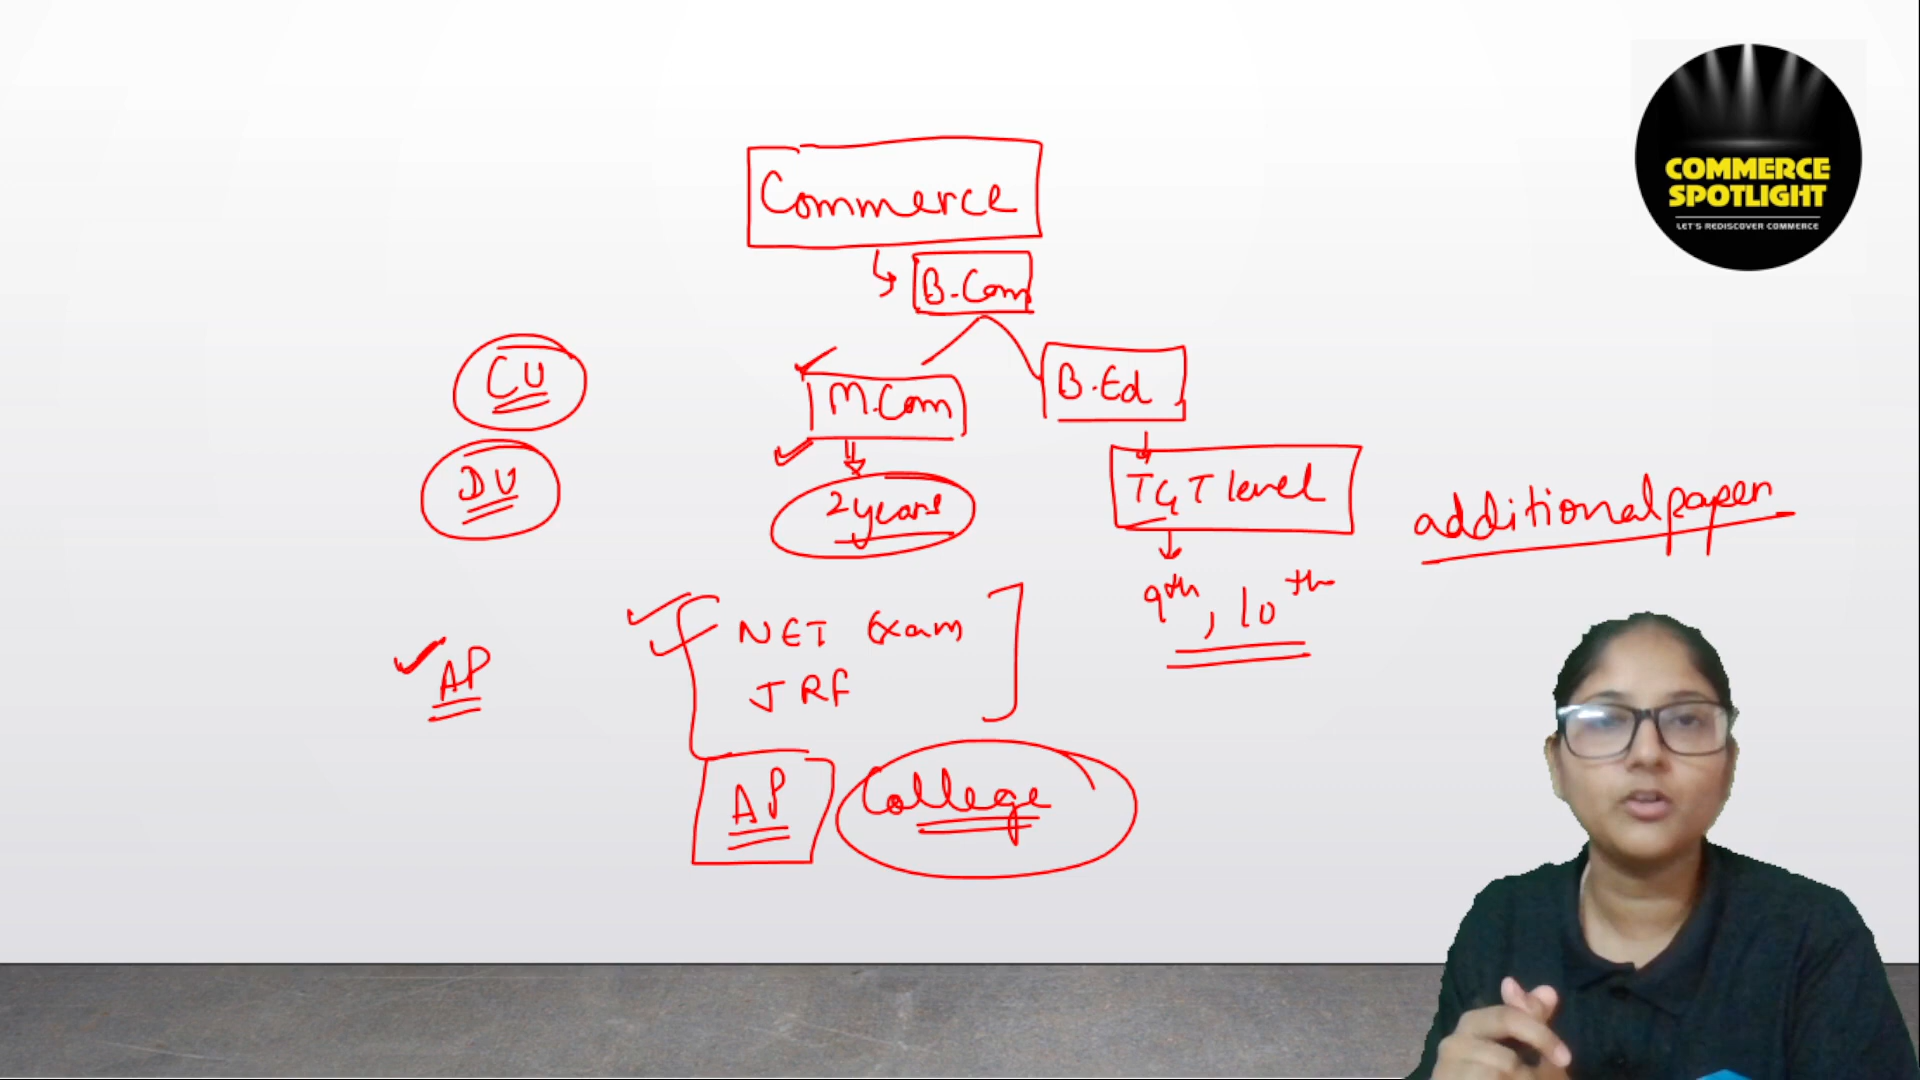 COMMERCE
SPOTLIGHT
LET'S REDISCOVER COMMERCE
Commerce
B.Com
CU
M.Com
B.Ed
DU
2 years
TGT level
additional paper
9th, 10th
NET Exam
JRF
AP
AP
College